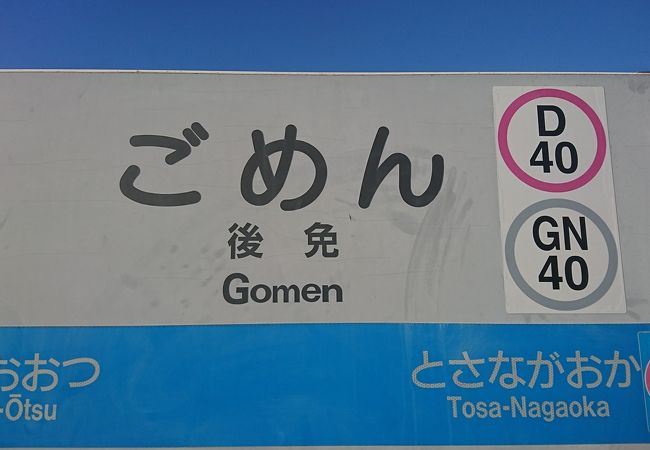 ごめん
後免
Gomen
D
40
GN
40
おおつ
-Ōtsu
とさながおか
Tosa-Nagaoka